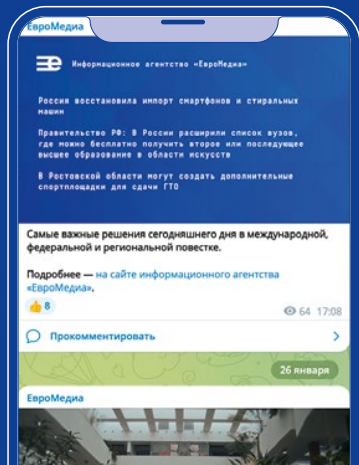 ЕвроМедиа
Информационное агентство «ЕвроМедиа»
Россия восстановила импорт смартфонов и стиральных
машин
Правительство РФ: В России расширили список вузов,
где можно бесплатно получить второе или последующее
высшее образование в области искусств
В Ростовской области могут создать дополнительные
спортплощадки для сдачи ГТО
Самые важные решения сегодняшнего дня в международной,
федеральной и региональной повестке.
Подробнее — на сайте информационного агентства
«ЕвроМедиа».
👍 8
64 17:08
Прокомментировать
26 января
ЕвроМедиа